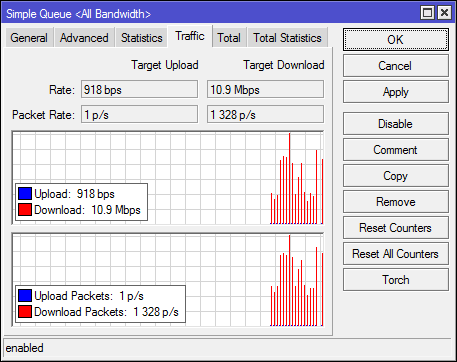 Simple Queue <All Bandwidth>
General Advanced Statistics Traffic Total Total Statistics
OK
Target Upload Target Download
Cancel
Rate: 918 bps 10.9 Mbps
Apply
Packet Rate: 1 p/s 1 328 p/s
Disable
Comment
Copy
Upload: 918 bps
Remove
Download: 10.9 Mbps
Reset Counters
Reset All Counters
Torch
Upload Packets: 1 p/s
Download Packets: 1 328 p/s
enabled